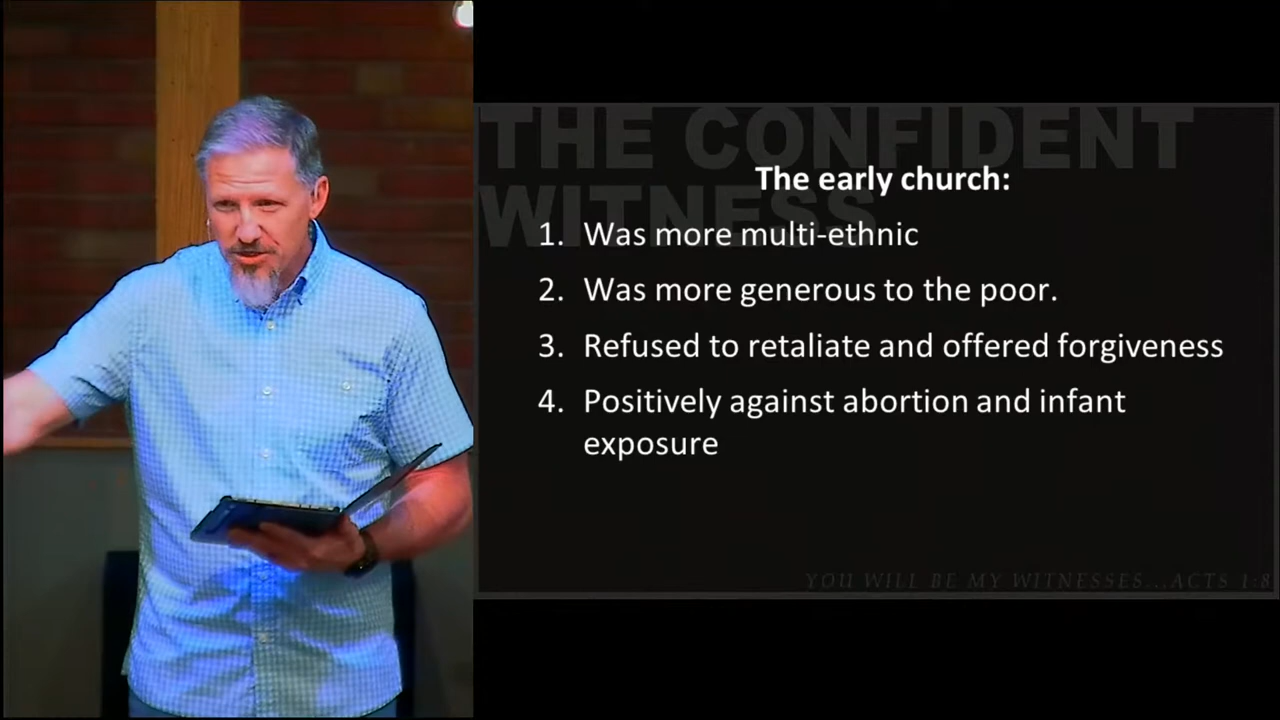 THE CONFIDENT
WITNESS
The early church:
1. Was more multi-ethnic
2. Was more generous to the poor.
3. Refused to retaliate and offered forgiveness
4. Positively against abortion and infant
exposure
YOU WILL BE MY WITNESSES...ACTS 1:8